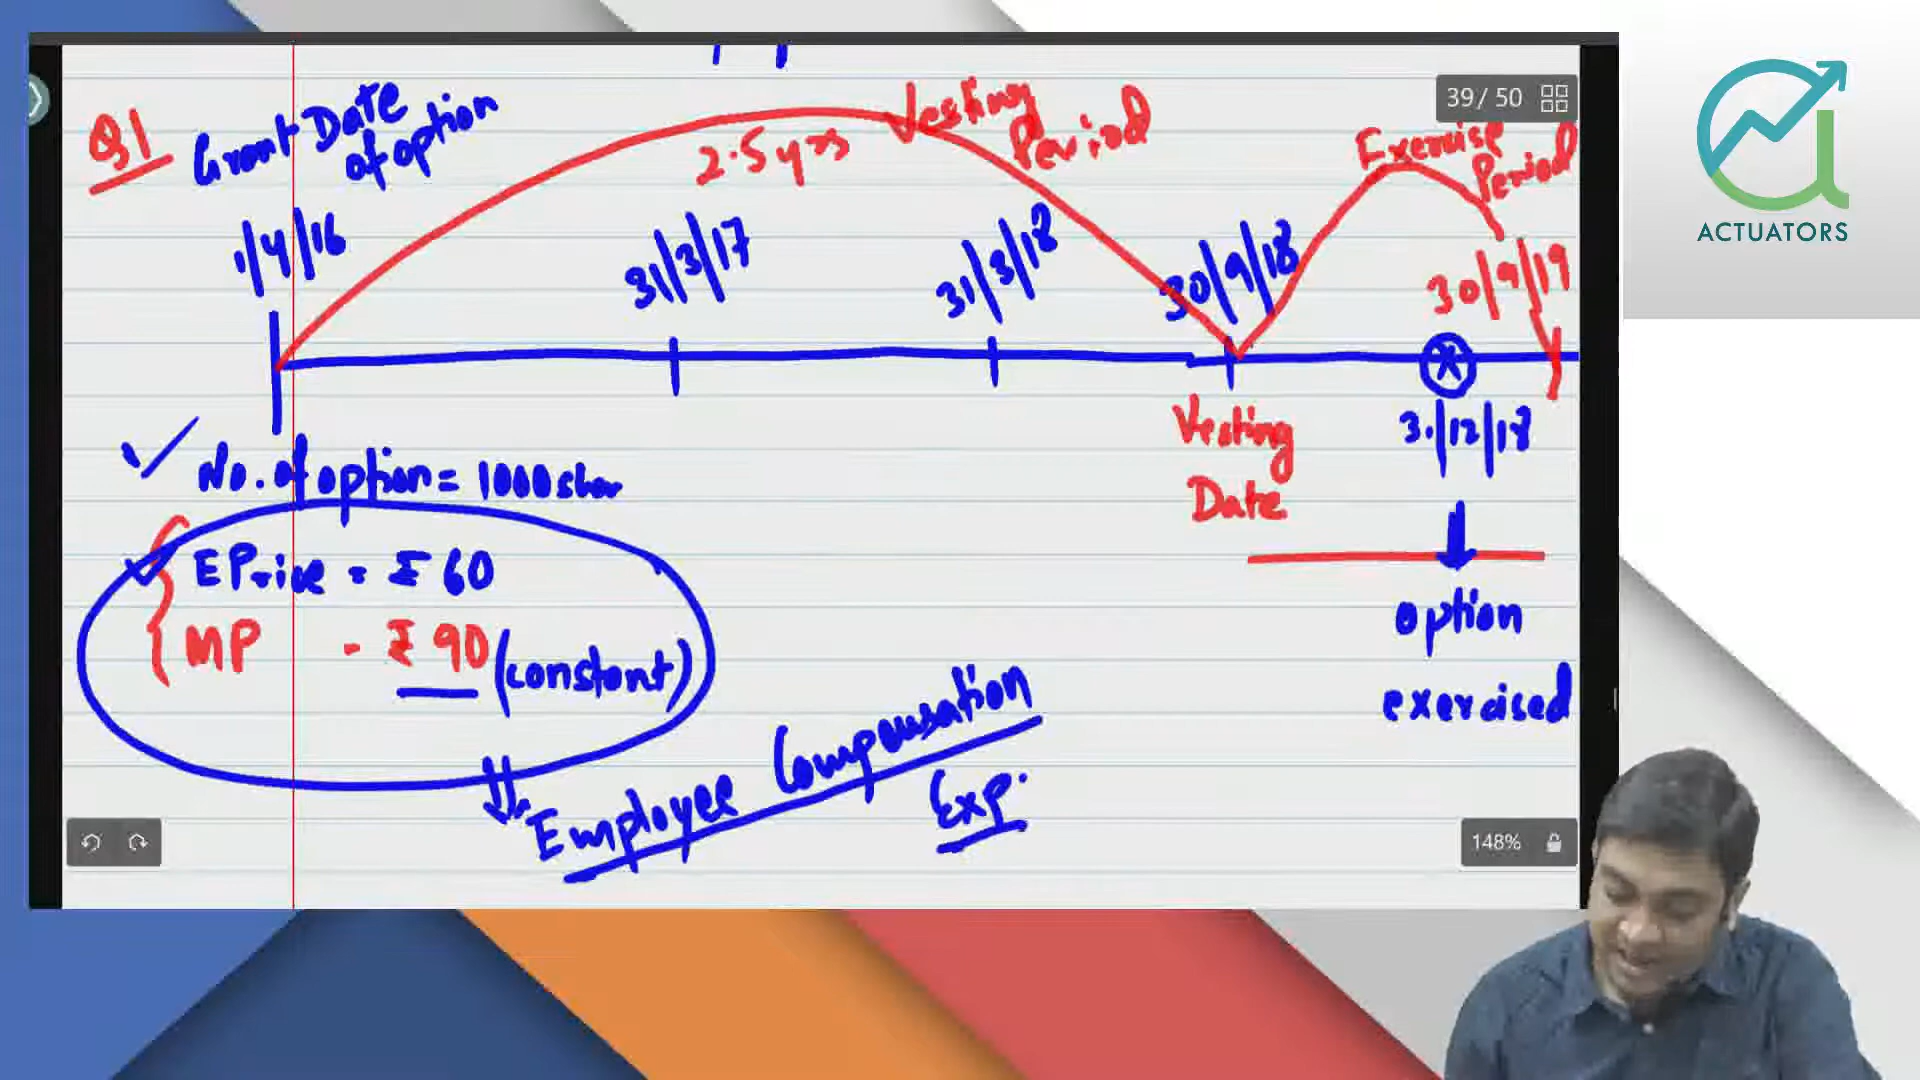 39 / 50
ACTUATORS
Q1
Grant Date
of option
2.5 yrs
Vesting
Period
Exercise
Period
1/4/16
31/3/17
31/3/18
30/9/18
30/9/19
Vesting
Date
3./12/18
No. of option = 1000 shar
EPrice = ₹ 60
MP - ₹ 90 (constant)
option
exercised
Employee Compensation
Exp.
148%